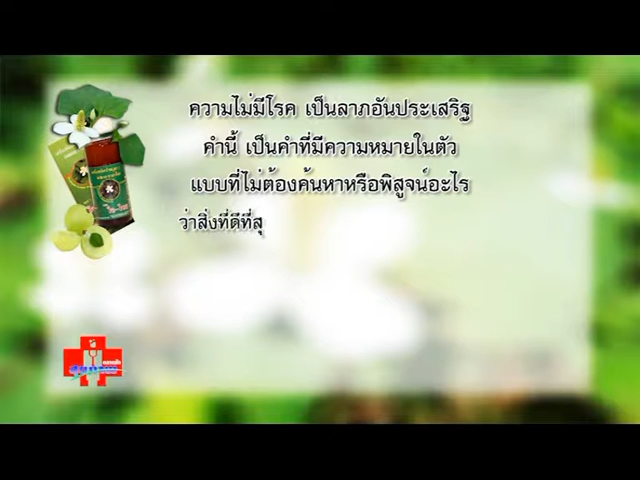 ความไม่มีโรค เป็นลาภอันประเสริฐ
คำนี้ เป็นคำที่มีความหมายในตัว
แบบที่ไม่ต้องค้นหาหรือพิสูจน์อะไร
ว่าสิ่งที่ดีที่สุ